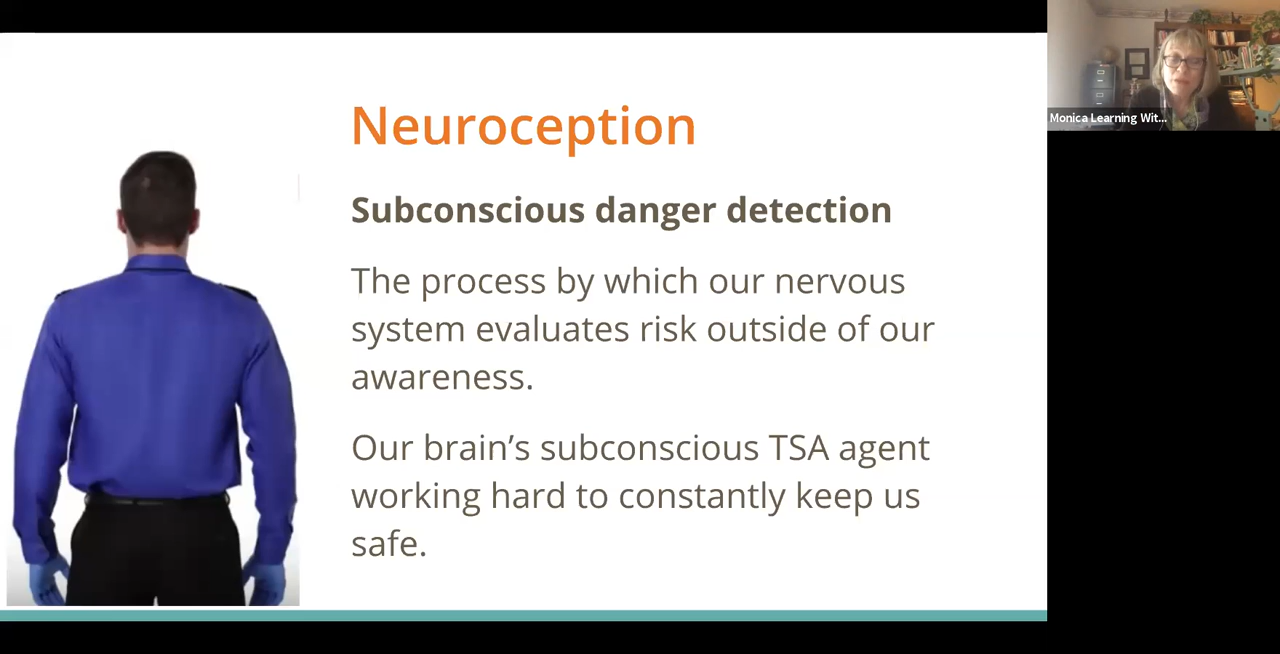 Neuroception
Subconscious danger detection
The process by which our nervous
system evaluates risk outside of our
awareness.
Our brain’s subconscious TSA agent
working hard to constantly keep us
safe.
Monica Learning Wit...